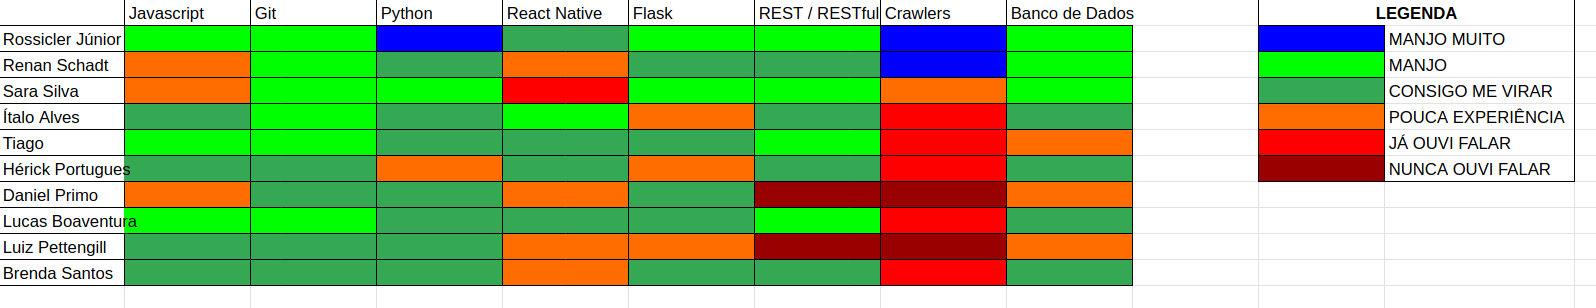 Javascript Git Python React Native Flask REST / RESTful Crawlers Banco de Dados LEGENDA
Rossicler Júnior MANJO MUITO
Renan Schadt MANJO
Sara Silva CONSIGO ME VIRAR
Ítalo Alves POUCA EXPERIÊNCIA
Tiago JÁ OUVI FALAR
Hérick Portugues NUNCA OUVI FALAR
Daniel Primo
Lucas Boaventura
Luiz Pettengill
Brenda Santos